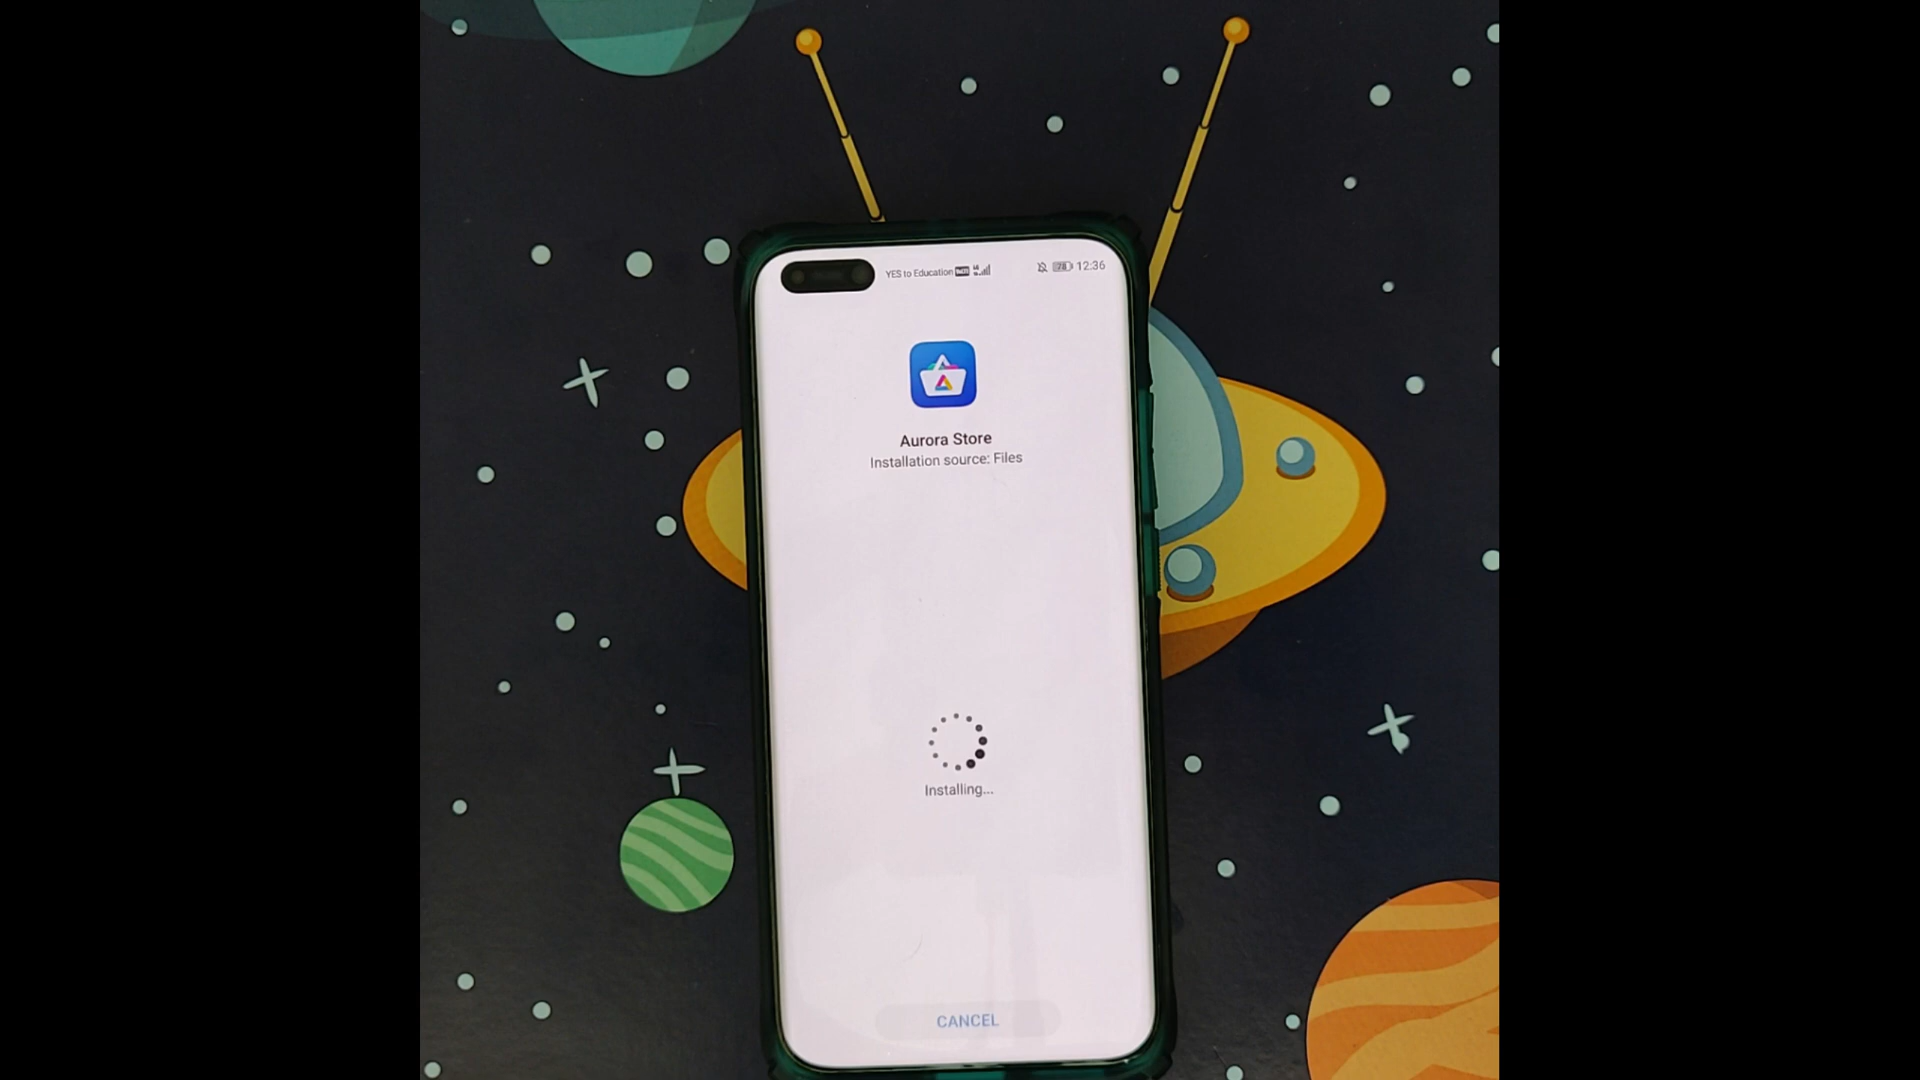 YES to Education
12:36
Aurora Store
Installation source: Files
Installing...
CANCEL